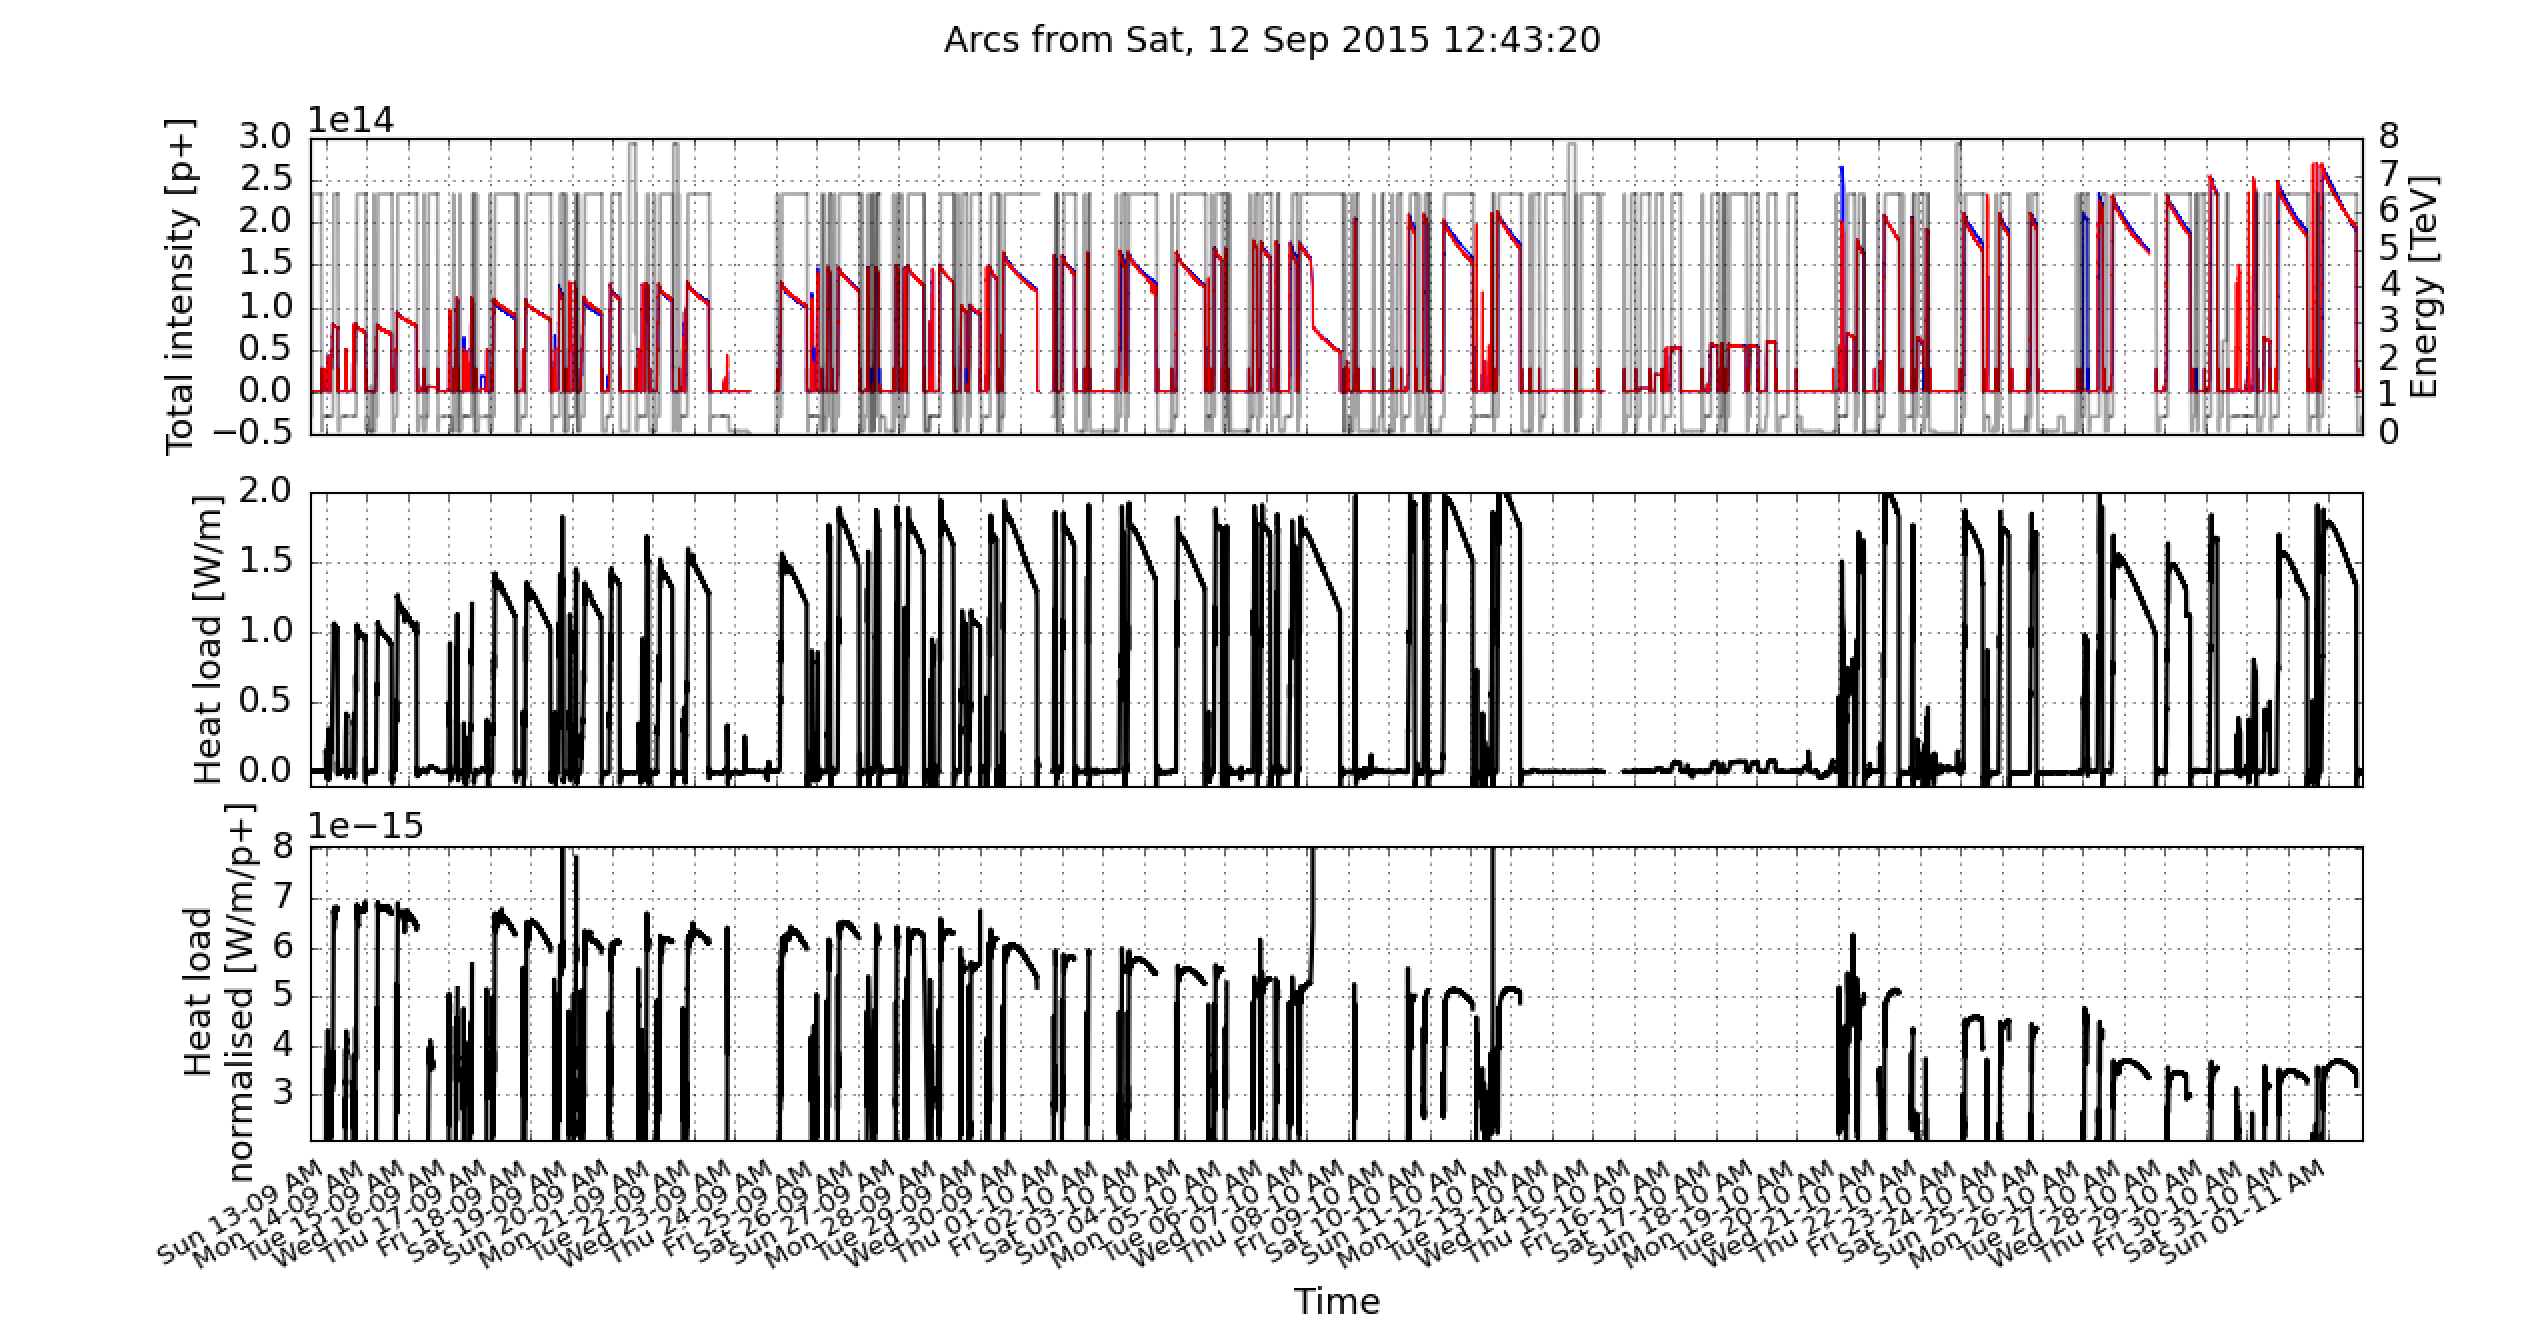 Arcs from Sat, 12 Sep 2015 12:43:20
1e14
3.0
2.5
2.0
1.5
1.0
0.5
0.0
−0.5
Total intensity [p+]
8
7
6
5
4
3
2
1
0
Energy [TeV]
2.0
1.5
1.0
0.5
0.0
Heat load [W/m]
1e−15
8
7
6
5
4
3
Heat load
normalised [W/m/p+]
Sun 13-09 AM
Mon 14-09 AM
Tue 15-09 AM
Wed 16-09 AM
Thu 17-09 AM
Fri 18-09 AM
Sat 19-09 AM
Sun 20-09 AM
Mon 21-09 AM
Tue 22-09 AM
Wed 23-09 AM
Thu 24-09 AM
Fri 25-09 AM
Sat 26-09 AM
Sun 27-09 AM
Mon 28-09 AM
Tue 29-09 AM
Wed 30-09 AM
Thu 01-10 AM
Fri 02-10 AM
Sat 03-10 AM
Sun 04-10 AM
Mon 05-10 AM
Tue 06-10 AM
Wed 07-10 AM
Thu 08-10 AM
Fri 09-10 AM
Sat 10-10 AM
Sun 11-10 AM
Mon 12-10 AM
Tue 13-10 AM
Wed 14-10 AM
Thu 15-10 AM
Fri 16-10 AM
Sat 17-10 AM
Sun 18-10 AM
Mon 19-10 AM
Tue 20-10 AM
Wed 21-10 AM
Thu 22-10 AM
Fri 23-10 AM
Sat 24-10 AM
Sun 25-10 AM
Mon 26-10 AM
Tue 27-10 AM
Wed 28-10 AM
Thu 29-10 AM
Fri 30-10 AM
Sat 31-10 AM
Sun 01-11 AM
Time